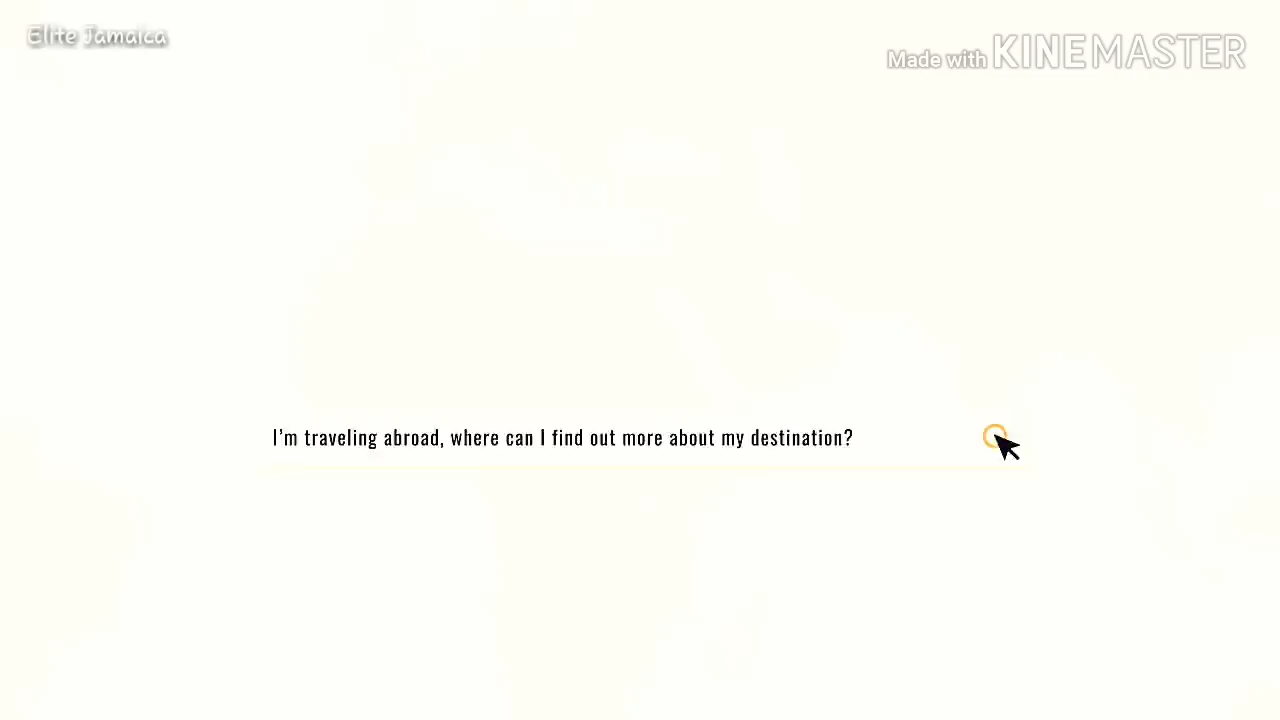 Elite Jamaica
Made with KINEMASTER
I'm traveling abroad, where can I find out more about my destination?